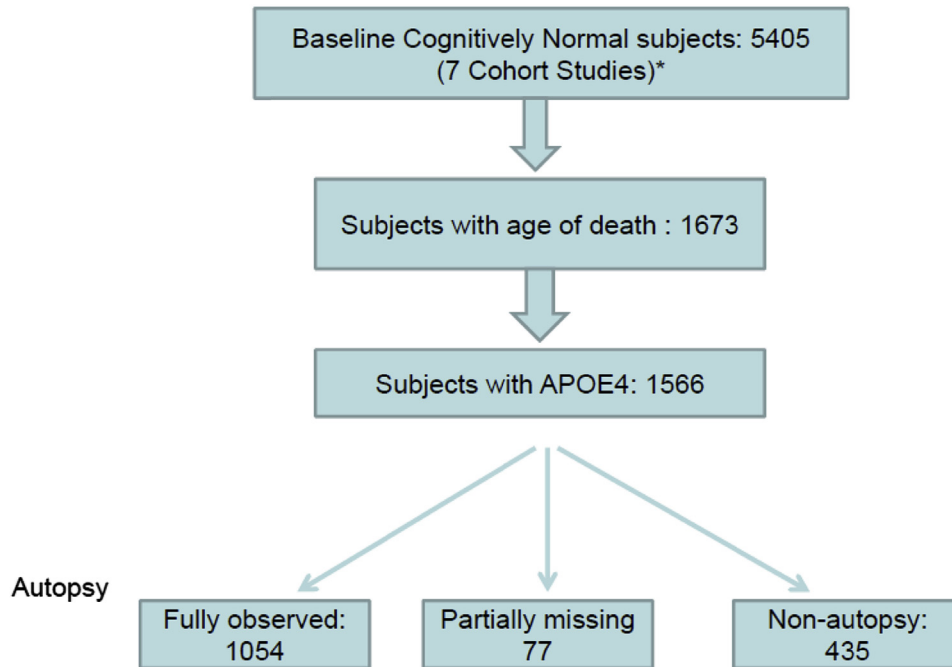 Baseline Cognitively Normal subjects: 5405
(7 Cohort Studies)*
Subjects with age of death : 1673
Subjects with APOE4: 1566
Autopsy
Fully observed:
1054
Partially missing
77
Non-autopsy:
435